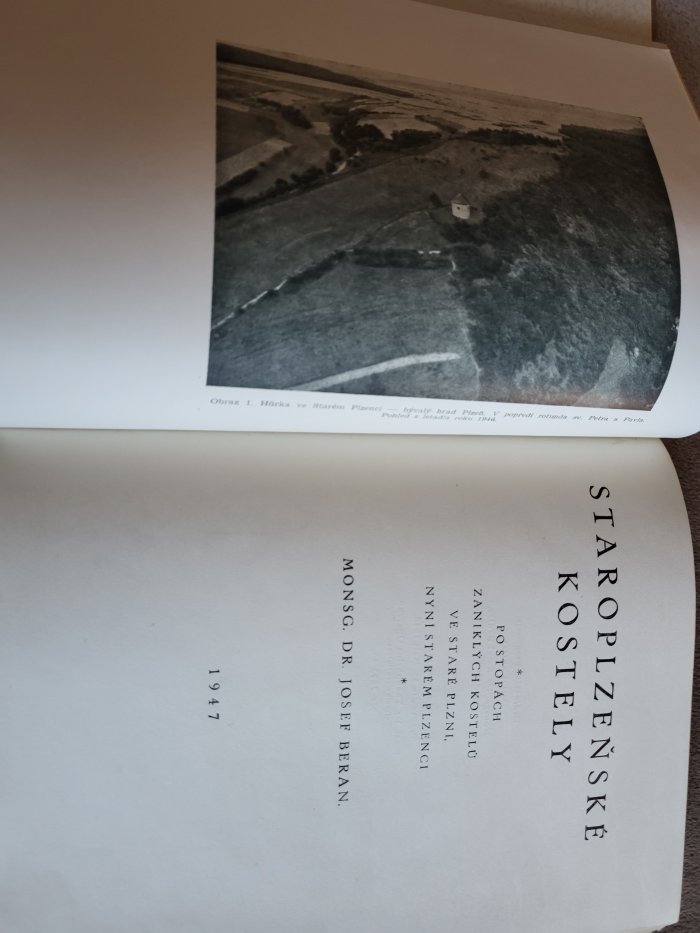 Obraz 1. Hůrka ve Starém Plzenci — bývalý hrad Plzeň. V popředí rotunda sv. Petra a Pavla.
Pohled z letadla roku 1946.
STAROPLZEŇSKÉ
KOSTELY
*
PO STOPÁCH
ZANIKLÝCH KOSTELŮ
VE STARÉ PLZNI,
NYNÍ STARÉM PLZENCI
*
MONSG. DR. JOSEF BERAN.
1947